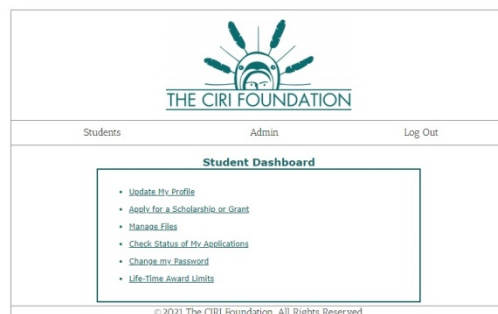 THE CIRI FOUNDATION
Students Admin Log Out
Student Dashboard
Update My Profile
Apply for a Scholarship or Grant
Manage Files
Check Status of My Applications
Change my Password
Life-Time Award Limits
©2021 The CIRI Foundation. All Rights Reserved